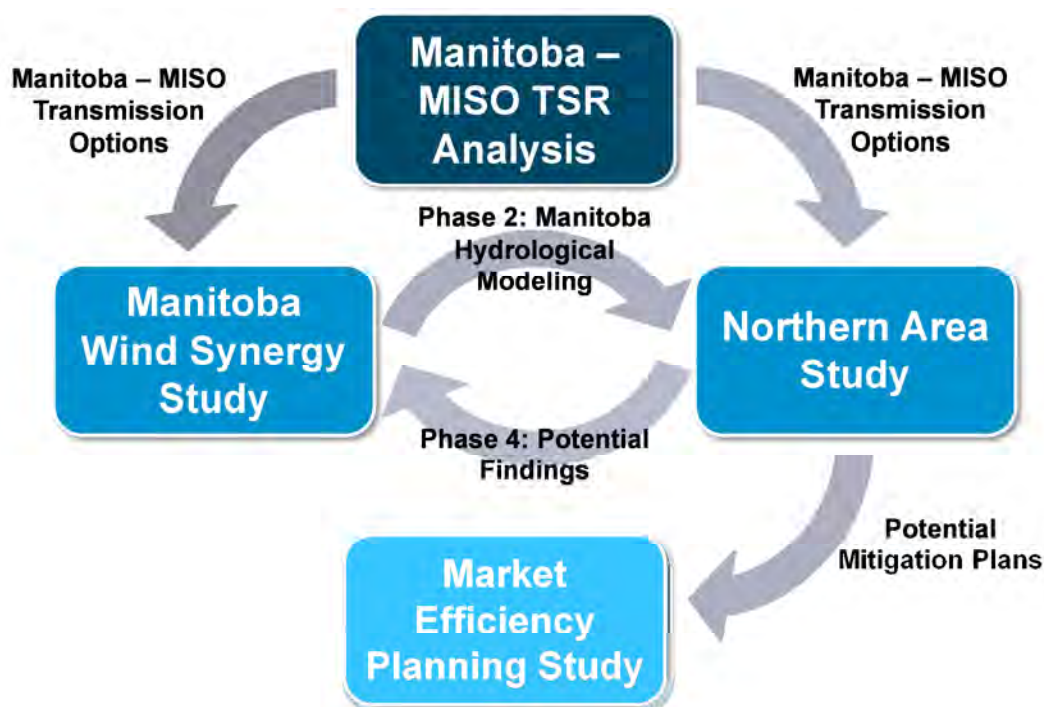 Manitoba – MISO
Transmission
Options
Manitoba –
MISO TSR
Analysis
Manitoba – MISO
Transmission
Options
Phase 2: Manitoba
Hydrological
Modeling
Manitoba
Wind Synergy
Study
Northern Area
Study
Phase 4: Potential
Findings
Potential
Mitigation Plans
Market
Efficiency
Planning Study